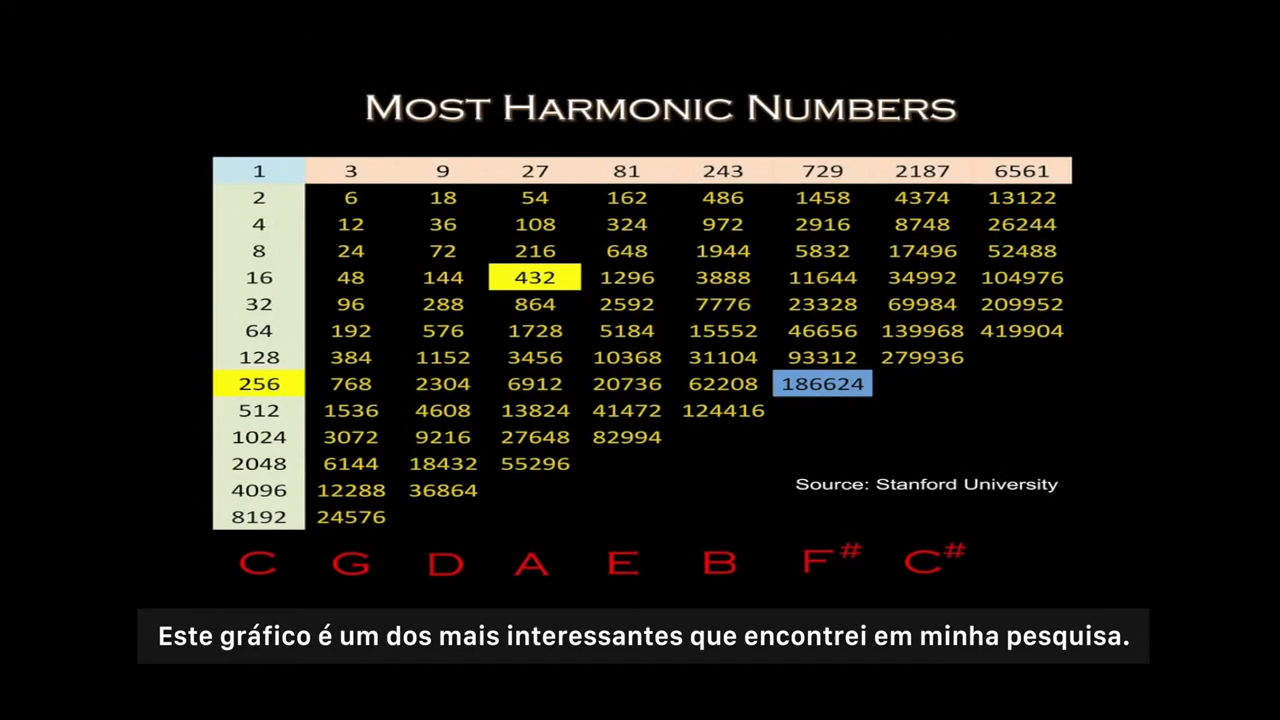 MOST HARMONIC NUMBERS
1 3 9 27 81 243 729 2187 6561
2 6 18 54 162 486 1458 4374 13122
4 12 36 108 324 972 2916 8748 26244
8 24 72 216 648 1944 5832 17496 52488
16 48 144 432 1296 3888 11644 34992 104976
32 96 288 864 2592 7776 23328 69984 209952
64 192 576 1728 5184 15552 46656 139968 419904
128 384 1152 3456 10368 31104 93312 279936
256 768 2304 6912 20736 62208 186624
512 1536 4608 13824 41472 124416
1024 3072 9216 27648 82994
2048 6144 18432 55296
4096 12288 36864
Source: Stanford University
8192 24576
C G D A E B F# C#
Este gráfico é um dos mais interessantes que encontrei em minha pesquisa.